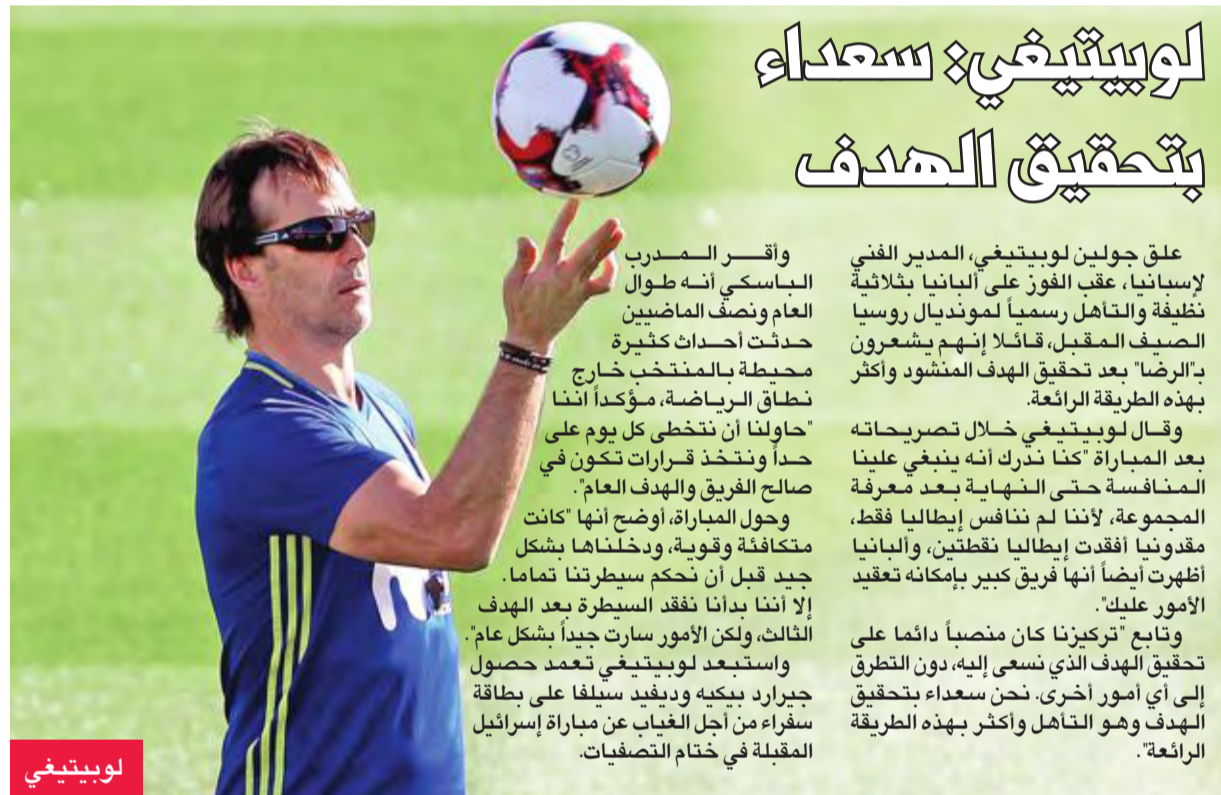 لوبيتيغي: سعداء
بتحقيق الهدف
علق جولين لوبيتيغي، المدير الفني
لإسبانيا، عقب الفوز على ألبانيا بثلاثية
نظيفة والتأهل رسمياً لمونديال روسيا
الصيف المقبل، قائلا إنهم يشعرون
بـ"الرضا" بعد تحقيق الهدف المنشود وأكثر
بهذه الطريقة الرائعة.
وقال لوبيتيغي خلال تصريحاته
بعد المباراة "كنا ندرك أنه ينبغي علينا
المنافسة حتى النهاية بعد معرفة
المجموعة، لأننا لم ننافس إيطاليا فقط،
مقدونيا أفقدت إيطاليا نقطتين، وألبانيا
أظهرت أيضاً أنها فريق كبير بإمكانه تعقيد
الأمور عليك".
وتابع "تركيزنا كان منصباً دائما على
تحقيق الهدف الذي نسعى إليه، دون التطرق
إلى أي أمور أخرى. نحن سعداء بتحقيق
الهدف وهو التأهل وأكثر بهذه الطريقة
الرائعة".
وأقر المدرب
الباسكي أنه طوال
العام ونصف الماضيين
حدثت أحداث كثيرة
محيطة بالمنتخب خارج
نطاق الرياضة، مؤكداً اننا
"حاولنا أن نتخطى كل يوم على
حداً ونتخذ قرارات تكون في
صالح الفريق والهدف العام".
وحول المباراة، أوضح أنها "كانت
متكافئة وقوية، ودخلناها بشكل
جيد قبل أن نحكم سيطرتنا تماما.
إلا أننا بدأنا نفقد السيطرة بعد الهدف
الثالث، ولكن الأمور سارت جيداً بشكل عام".
واستبعد لوبيتيغي تعمد حصول
جيرارد بيكيه وديفيد سيلفا على بطاقة
سفراء من أجل الغياب عن مباراة إسرائيل
المقبلة في ختام التصفيات.
لوبيتيغي